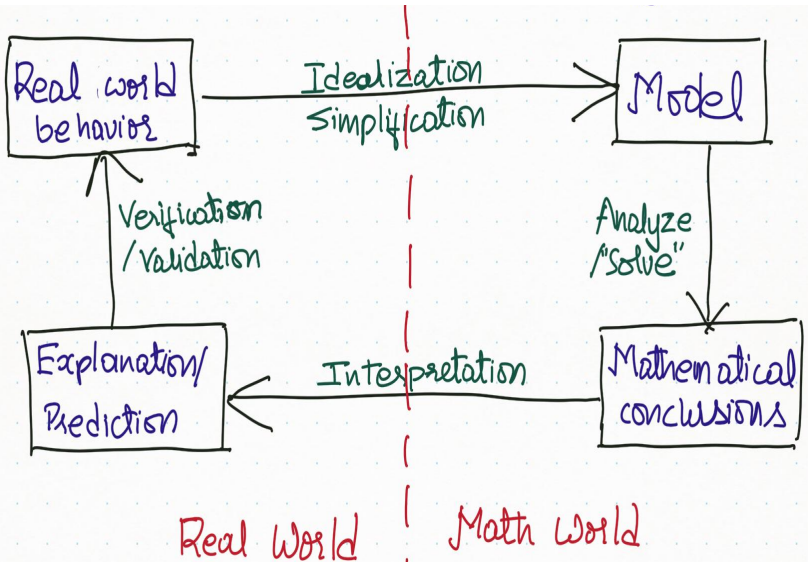 Real world
behavior
Idealization
Simplification
Model
Verification
/Validation
Analyze
/"Solve"
Explanation/
Prediction
Interpretation
Mathematical
conclusions
Real World
Math World